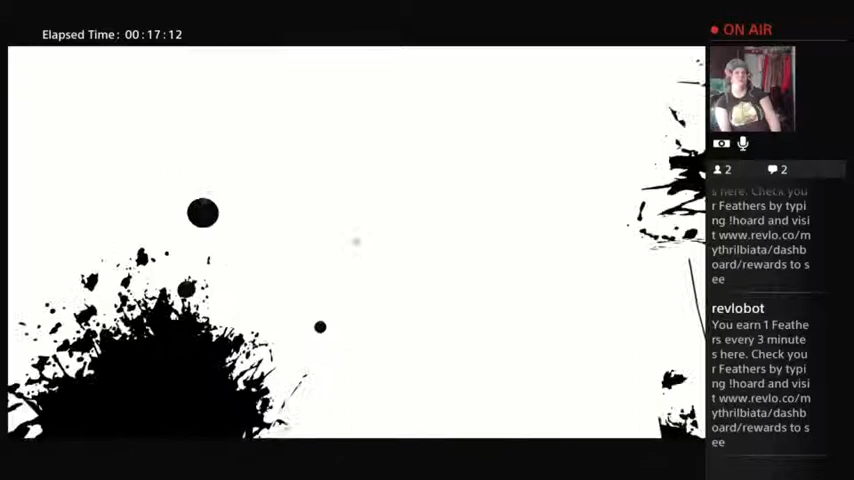 Elapsed Time: 00:17:12
ON AIR
2
2
s here. Check you
r Feathers by typi
ng !hoard and visi
t www.revlo.co/m
ythrilbiata/dashb
oard/rewards to s
ee
revlobot
You earn 1 Feathe
rs every 3 minute
s here. Check you
r Feathers by typi
ng !hoard and visi
t www.revlo.co/m
ythrilbiata/dashb
oard/rewards to s
ee